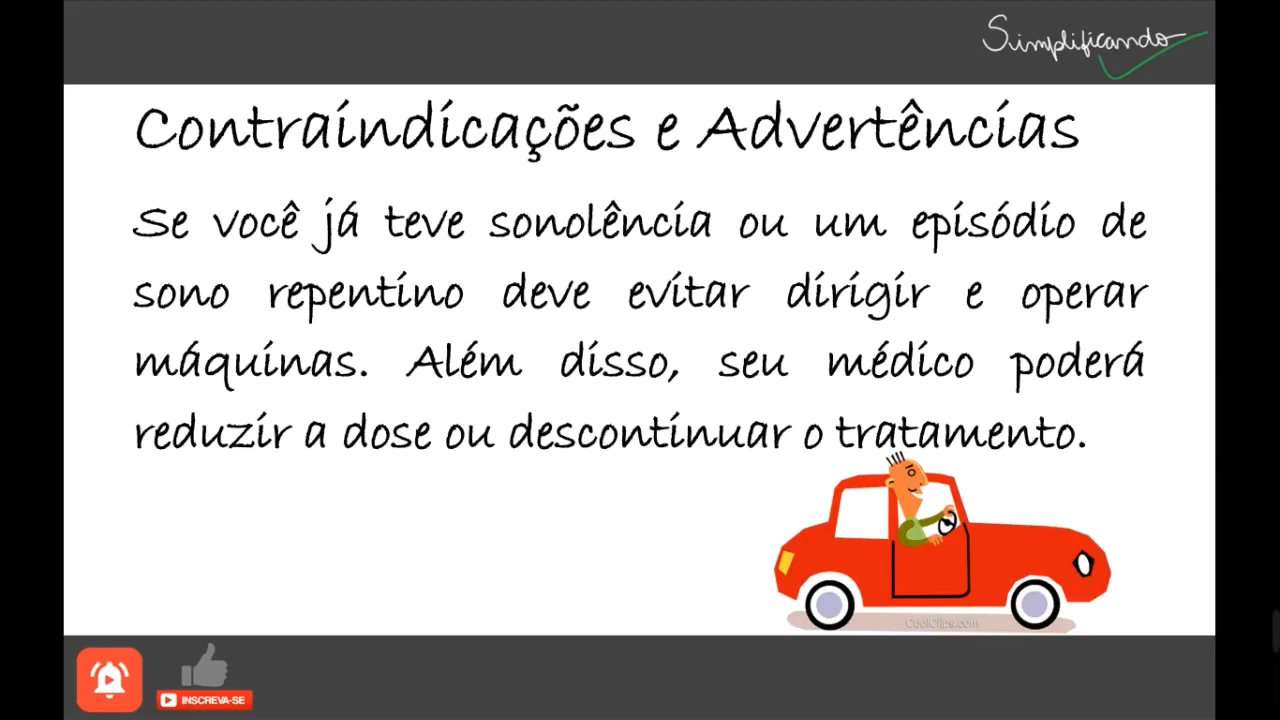 Simplificando
Contraindicações e Advertências
Se você já teve sonolência ou um episódio de
sono repentino deve evitar dirigir e operar
máquinas. Além disso, seu médico poderá
reduzir a dose ou descontinuar o tratamento.
CoolClips.com
INSCREVA-SE